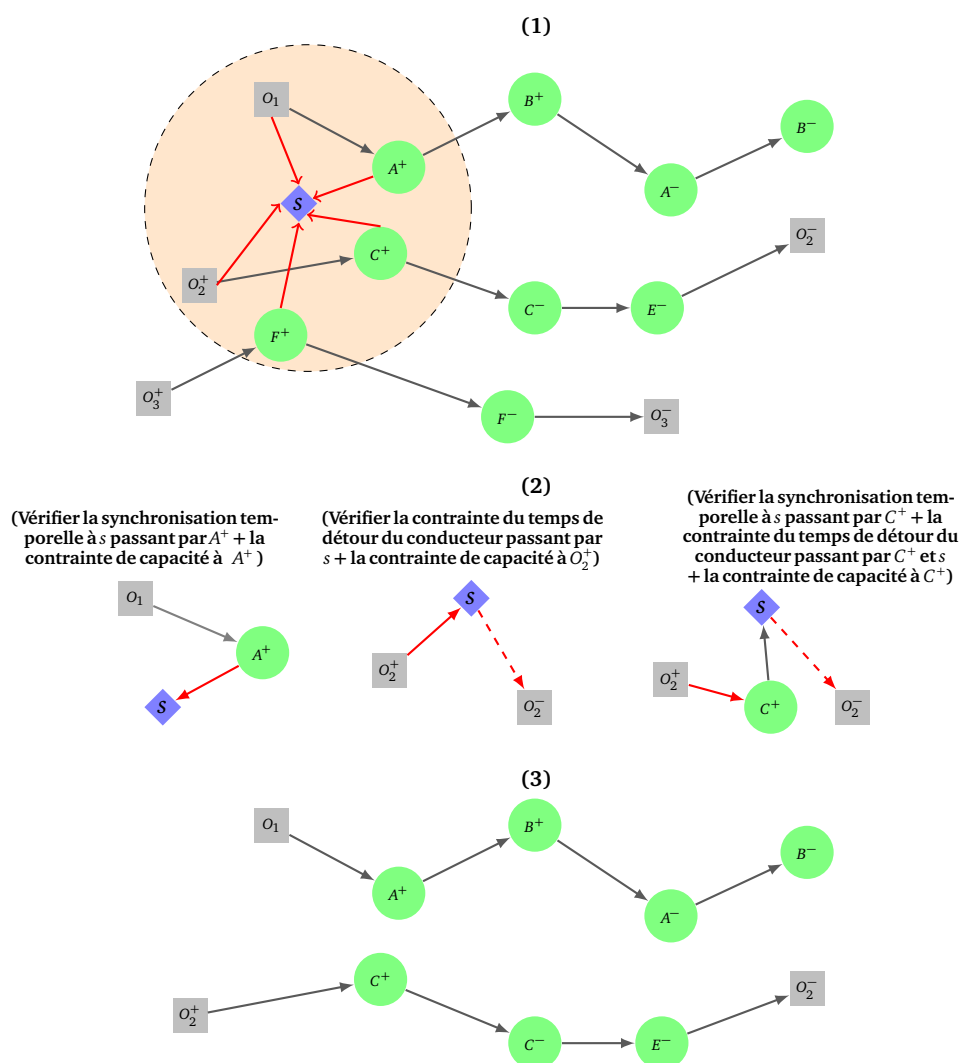 (1)
O₁
B⁺
B⁻
A⁺
A⁻
S
O₂⁻
C⁺
O₂⁺
C⁻
E⁻
F⁺
O₃⁺
F⁻
O₃⁻
(2)
(Vérifier la synchronisation tem-
porelle à s passant par A⁺ + la
contrainte de capacité à A⁺)
(Vérifier la contrainte du temps de
détour du conducteur passant par
s + la contrainte de capacité à O₂⁺)
(Vérifier la synchronisation tem-
porelle à s passant par C⁺ + la
contrainte du temps de détour du
conducteur passant par C⁺ et s
+ la contrainte de capacité à C⁺)
O₁
A⁺
S
S
O₂⁺
O₂⁻
S
O₂⁺
C⁺
O₂⁻
(3)
O₁
B⁺
B⁻
A⁺
A⁻
C⁺
O₂⁻
O₂⁺
C⁻
E⁻